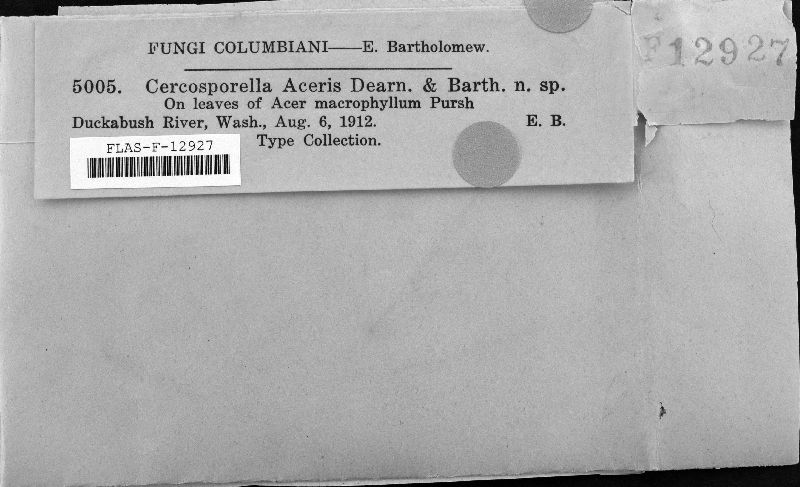 FUNGI COLUMBIANI——E. Bartholomew.
5005. Cercosporella Aceris Dearn. & Barth. n. sp.
On leaves of Acer macrophyllum Pursh
Duckabush River, Wash., Aug. 6, 1912. E. B.
Type Collection.
FLAS-F-12927
F12927